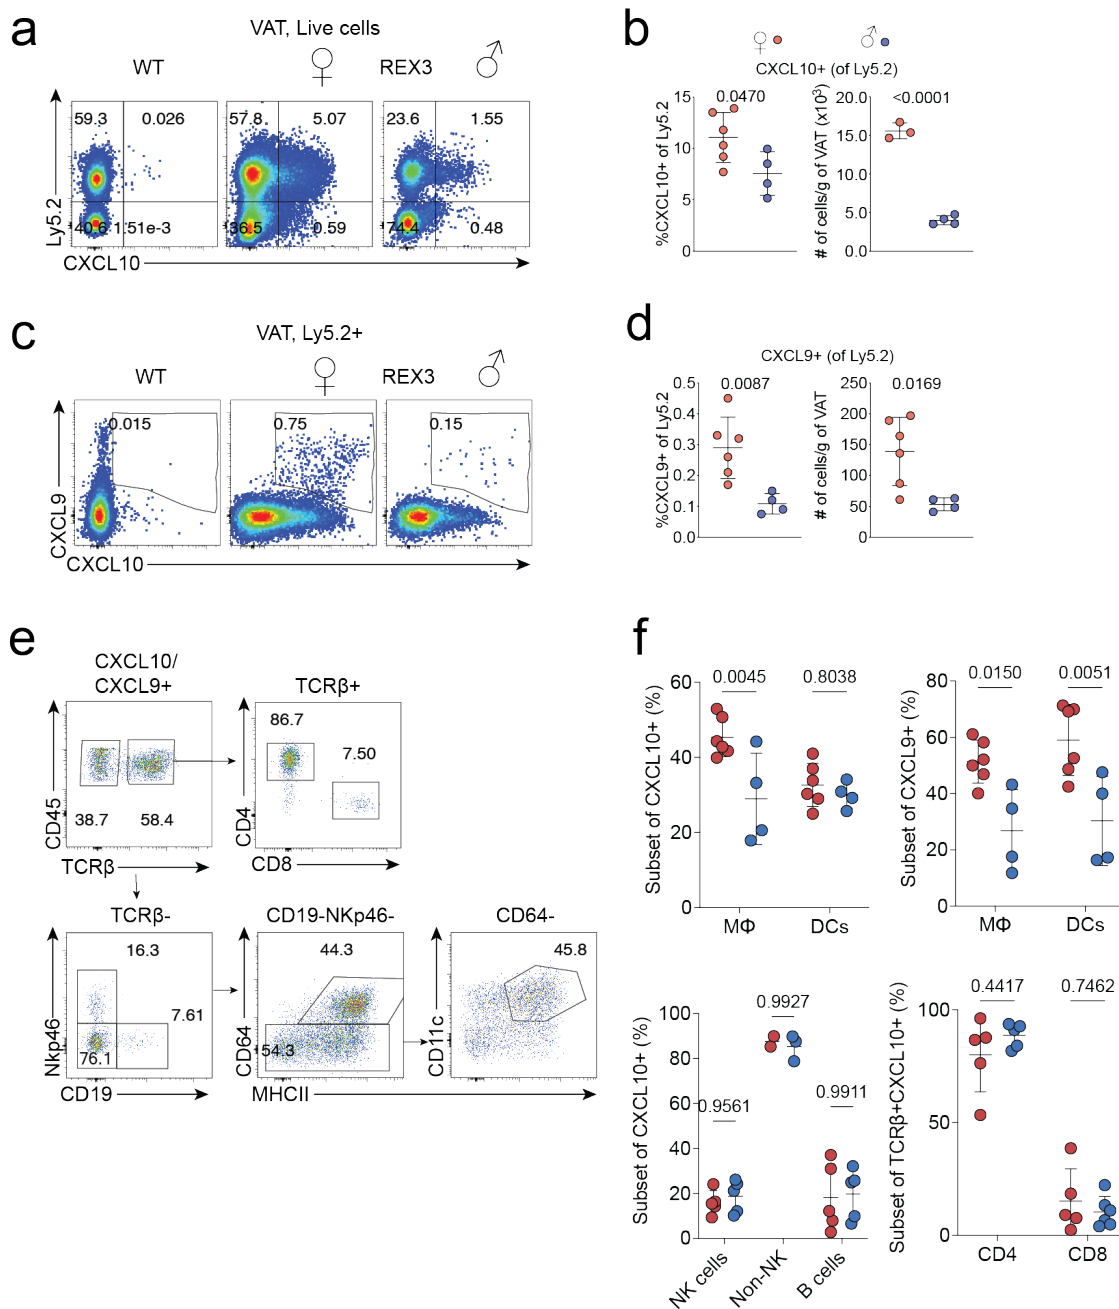 a
VAT, Live cells
WT
♀
REX3
♂
59.3
0.026
57.8
5.07
23.6
1.55
40.6
1.51e-3
36.5
0.59
74.4
0.48
Ly5.2
CXCL10
b
♀ ♂
CXCL10+ (of Ly5.2)
0.0470
<0.0001
%CXCL10+ of Ly5.2
15
10
5
0
# of cells/g of VAT (x10³)
20.0
15.0
10.0
5.0
0.0
c
VAT, Ly5.2+
WT
♀
REX3
♂
0.015
0.75
0.15
CXCL9
CXCL10
d
CXCL9+ (of Ly5.2)
0.0087
0.0169
%CXCL9+ of Ly5.2
0.5
0.4
0.3
0.2
0.1
0.0
# of cells/g of VAT
250
200
150
100
50
0
e
CXCL10/
CXCL9+
TCRβ+
38.7
58.4
86.7
7.50
CD45
TCRβ
CD4
CD8
TCRβ-
CD19-NKp46-
CD64-
16.3
7.61
76.1
44.3
54.3
45.8
Nkp46
CD19
CD64
MHCII
CD11c
f
0.0045
0.8038
Subset of CXCL10+ (%)
60
40
20
0
MΦ
DCs
0.0150
0.0051
Subset of CXCL9+ (%)
80
60
40
20
0
MΦ
DCs
0.9561
0.9927
0.9911
Subset of CXCL10+ (%)
100
80
60
40
20
0
NK cells
Non-NK
B cells
0.4417
0.7462
Subset of TCRβ+CXCL10+ (%)
100
50
0
CD4
CD8